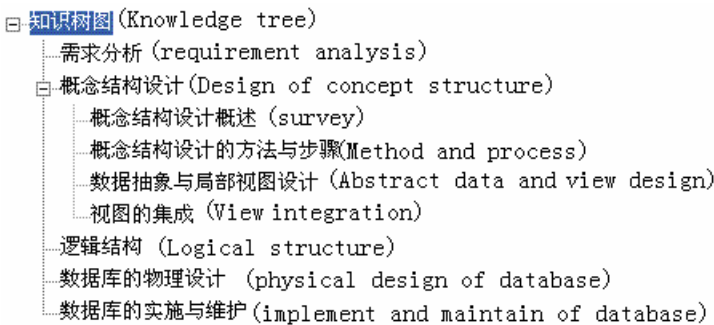 知识树图(Knowledge tree)
需求分析(requirement analysis)
概念结构设计(Design of concept structure)
概念结构设计概述 (survey)
概念结构设计的方法与步骤(Method and process)
数据抽象与局部视图设计 (Abstract data and view design)
视图的集成 (View integration)
逻辑结构 (Logical structure)
数据库的物理设计 (physical design of database)
数据库的实施与维护(implement and maintain of database)